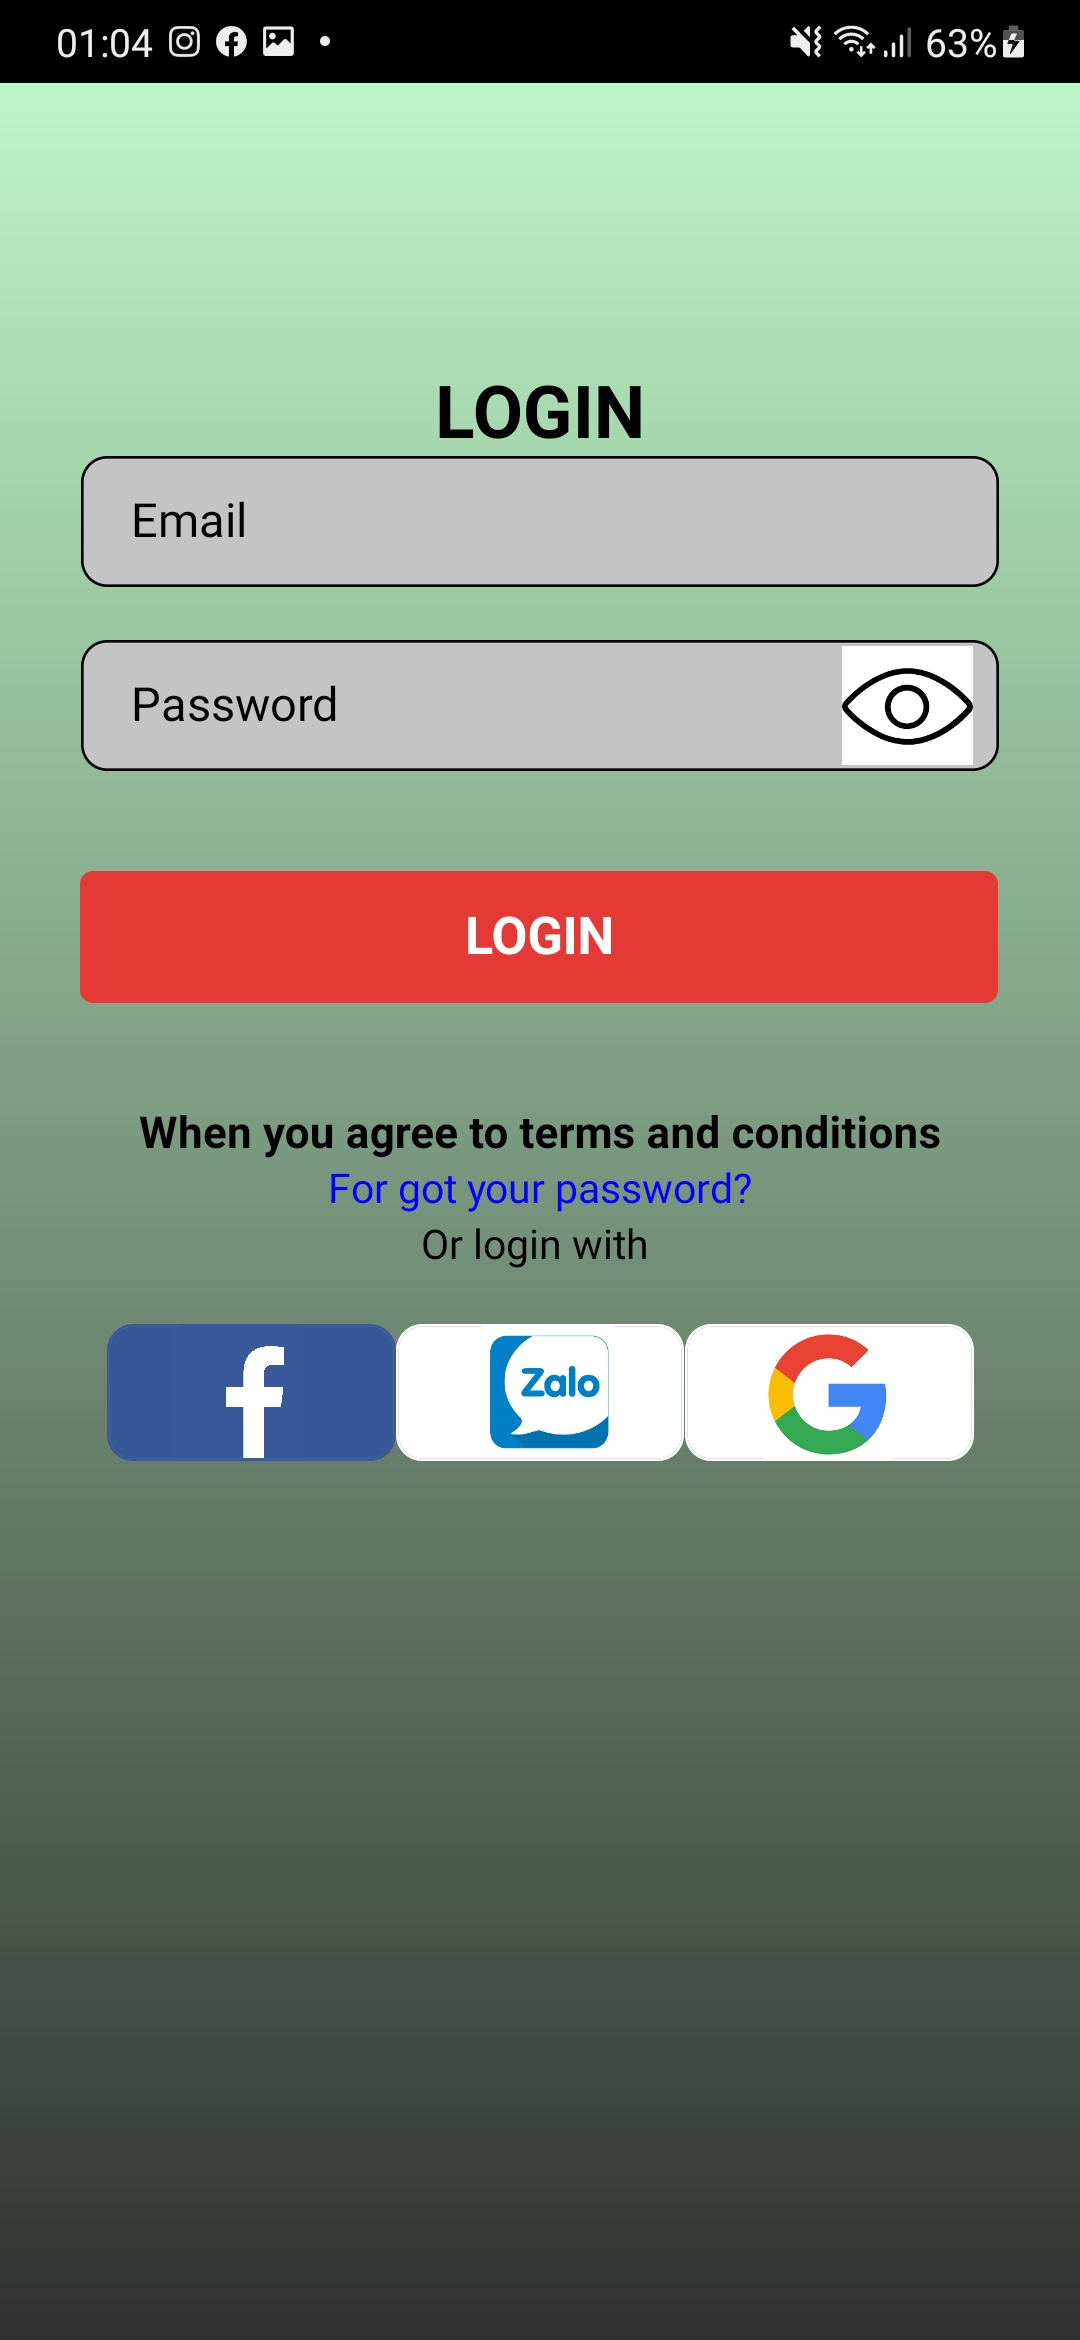 01:04 63%
LOGIN
Email
Password
LOGIN
When you agree to terms and conditions
For got your password?
Or login with
f Zalo G